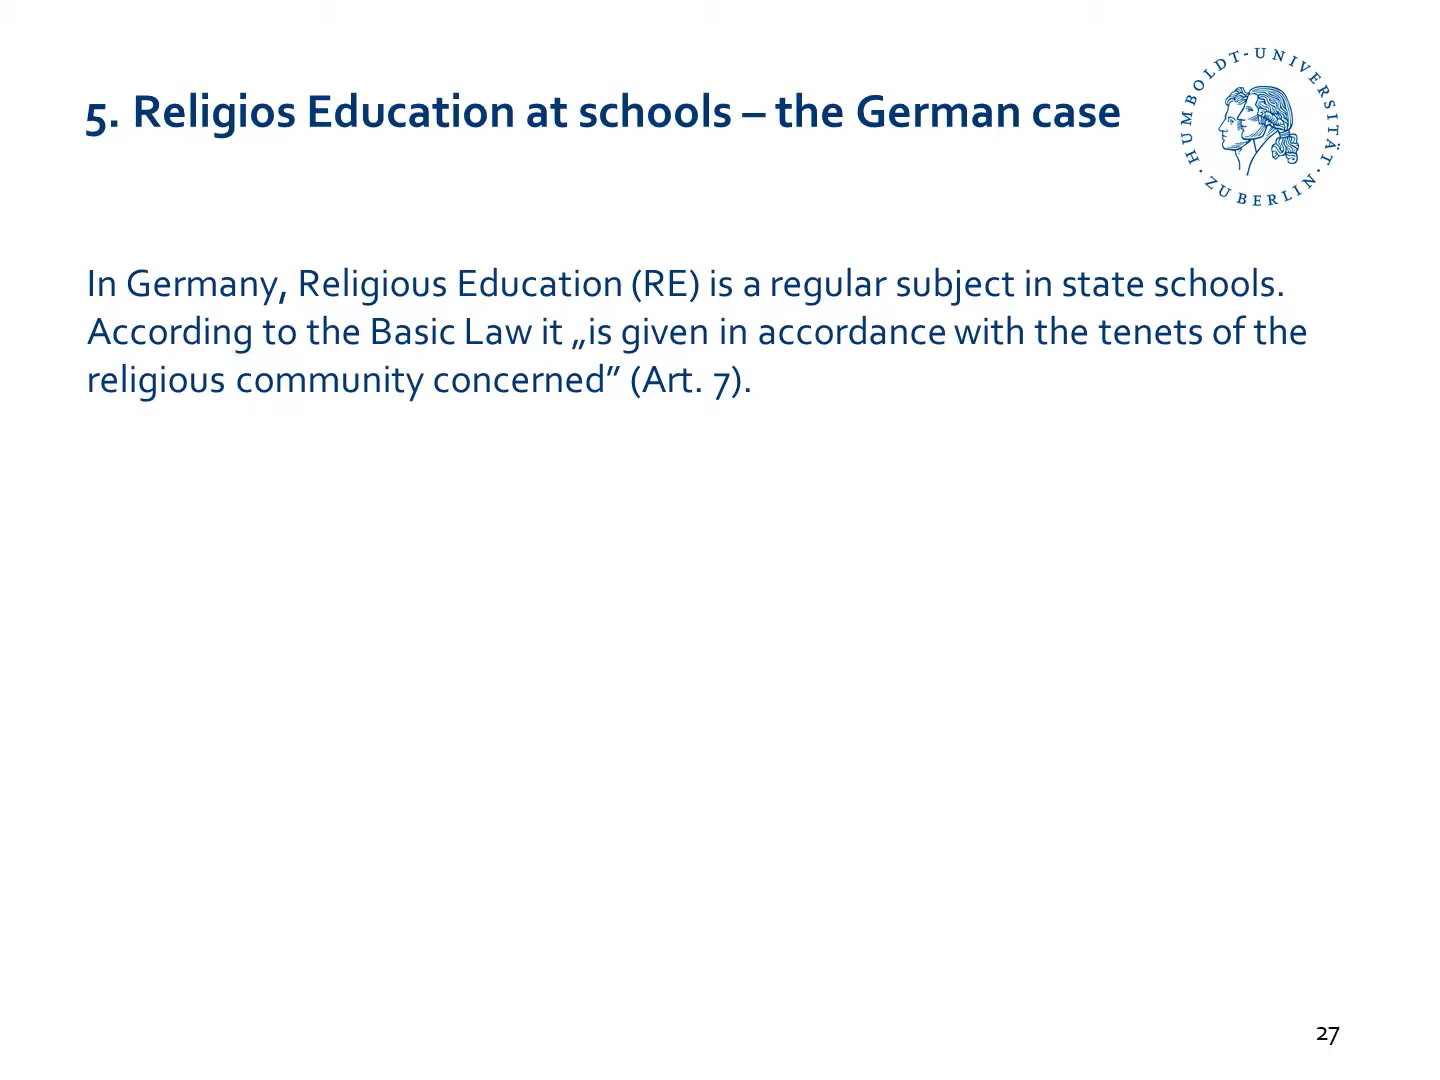 5. Religios Education at schools – the German case
HUMBOLDT-UNIVERSITÄT · ZU BERLIN ·
In Germany, Religious Education (RE) is a regular subject in state schools.
According to the Basic Law it „is given in accordance with the tenets of the
religious community concerned” (Art. 7).
27